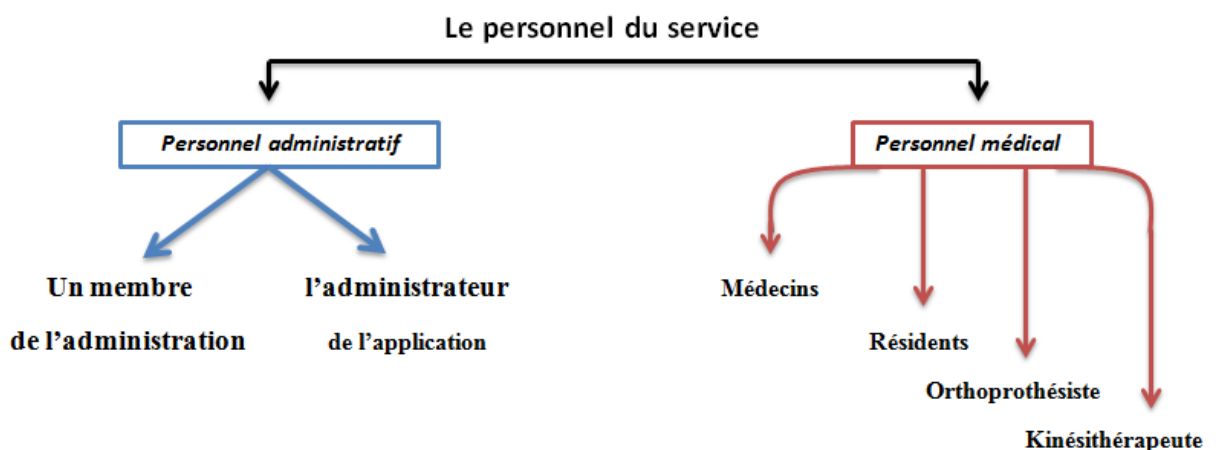 Le personnel du service
Personnel administratif
Personnel médical
Un membre
de l’administration
l’administrateur
de l’application
Médecins
Résidents
Orthoprothésiste
Kinésithérapeute